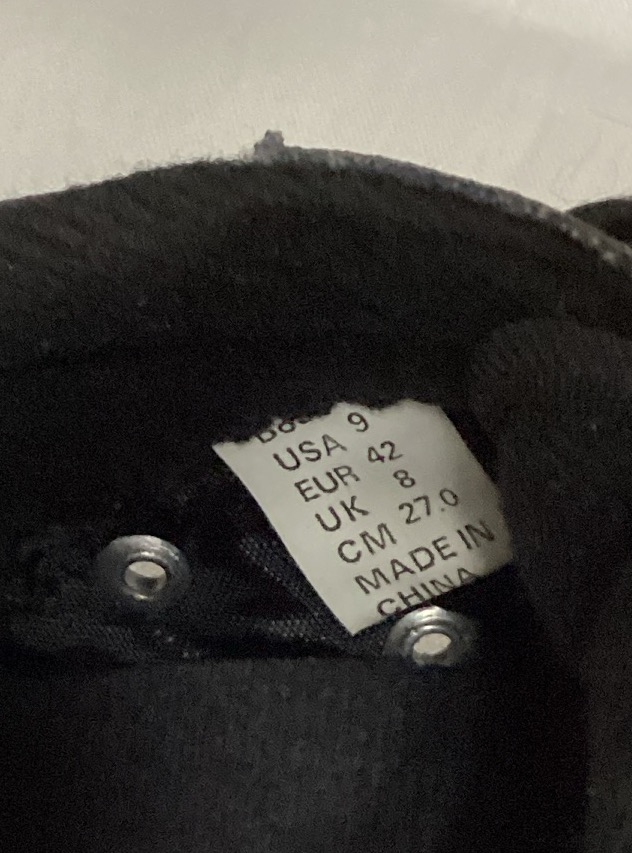 USA 9
EUR 42
UK 8
CM 27.0
MADE IN
CHINA